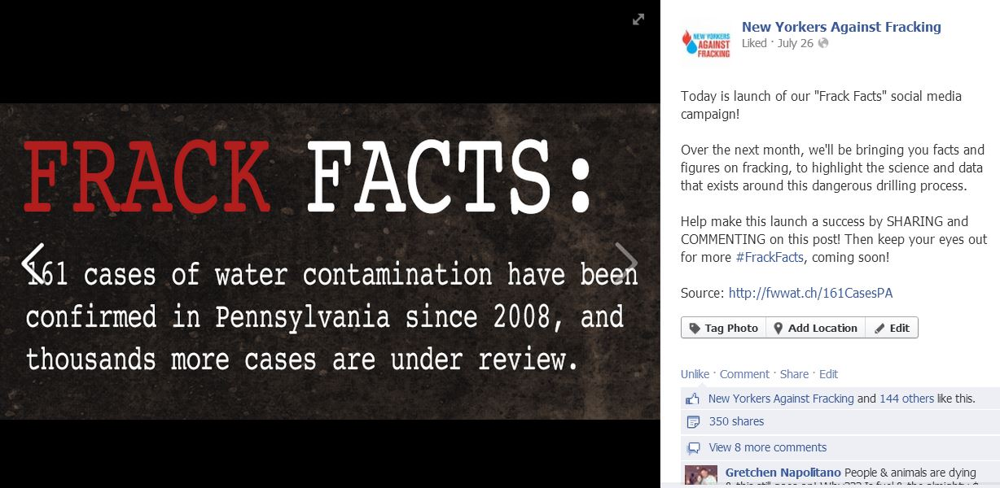 FRACK FACTS:
161 cases of water contamination have been
confirmed in Pennsylvania since 2008, and
thousands more cases are under review.
NEW YORKERS
AGAINST
FRACKING
New Yorkers Against Fracking
Liked · July 26
Today is launch of our "Frack Facts" social media
campaign!
Over the next month, we'll be bringing you facts and
figures on fracking, to highlight the science and data
that exists around this dangerous drilling process.
Help make this launch a success by SHARING and
COMMENTING on this post! Then keep your eyes out
for more #FrackFacts, coming soon!
Source: http://fwwat.ch/161CasesPA
Tag Photo Add Location Edit
Unlike · Comment · Share · Edit
New Yorkers Against Fracking and 144 others like this.
350 shares
View 8 more comments
Gretchen Napolitano People & animals are dying